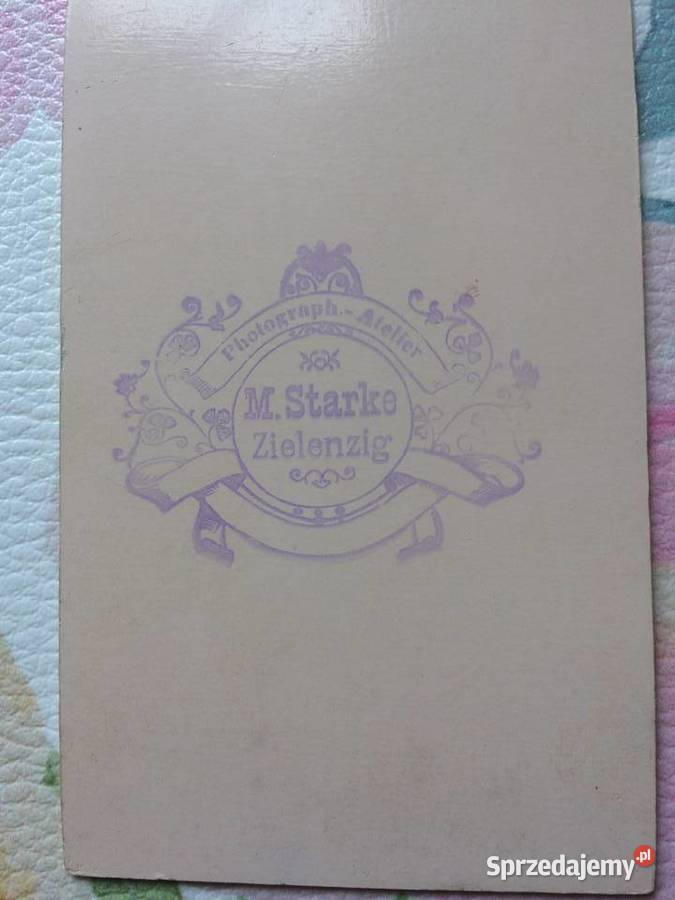 Photograph.-Atelier
M. Starke
Zielenzig
Sprzedajemy.pl